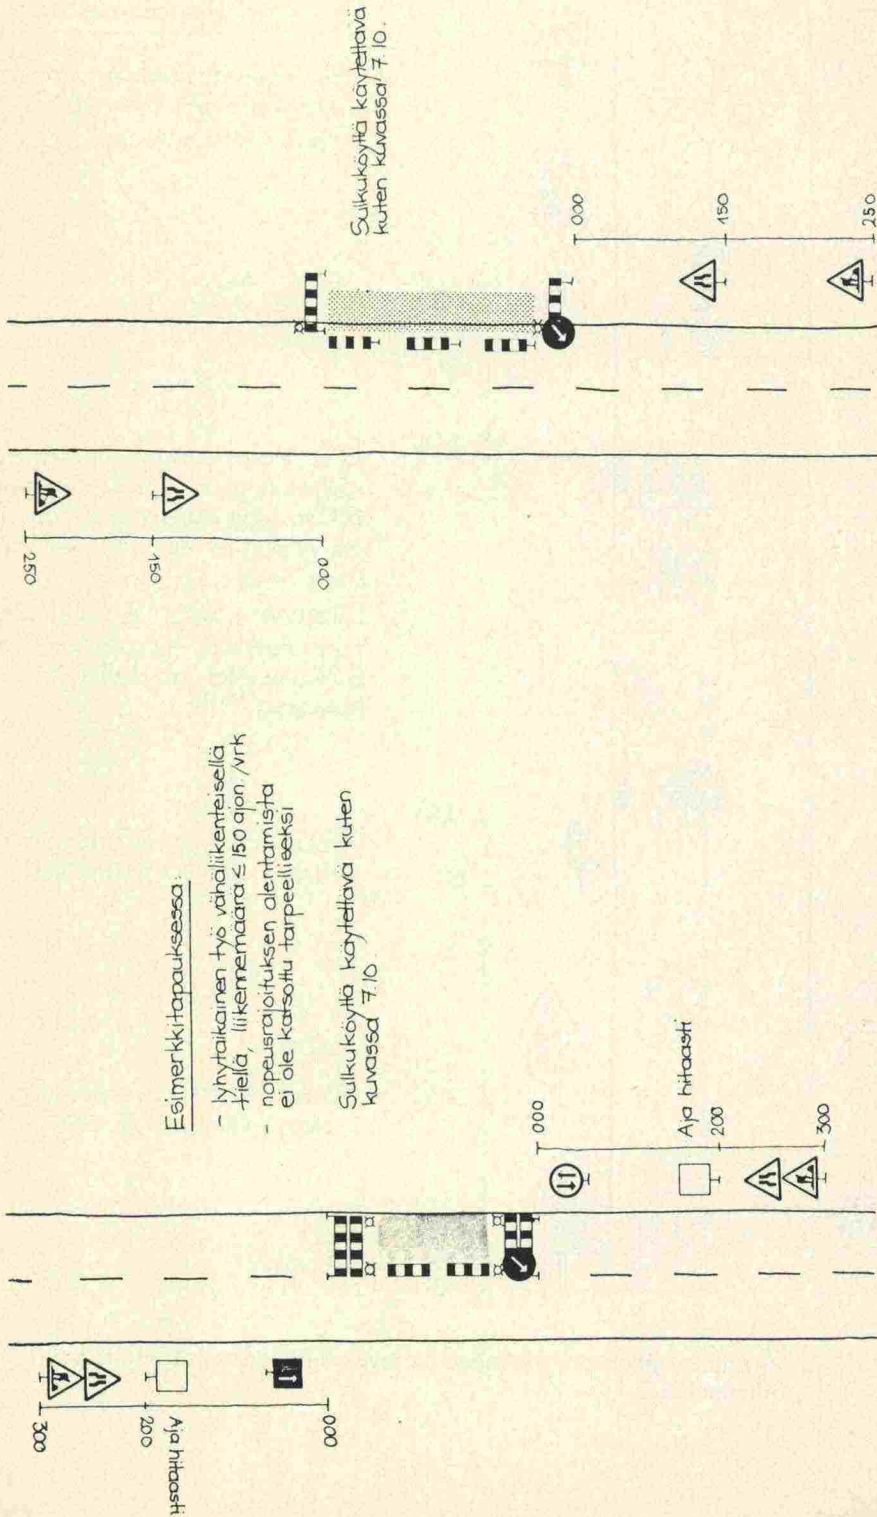 Sulkuköyttä käytettävä
kuten kuvassa 7.10.
250
150
000
000
150
250
Esimerkkitapauksessa:
- lyhytaikainen työ vähäliikenteisellä
tiellä, liikennemäärä ≤ 150 ajon./vrk
- nopeusrajoituksen alentamista
ei ole katsottu tarpeelliseksi
Sulkuköyttä käytettävä kuten
kuvassa 7.10
300
200
Aja hitaasti
000
000
Aja hitaasti
200
300